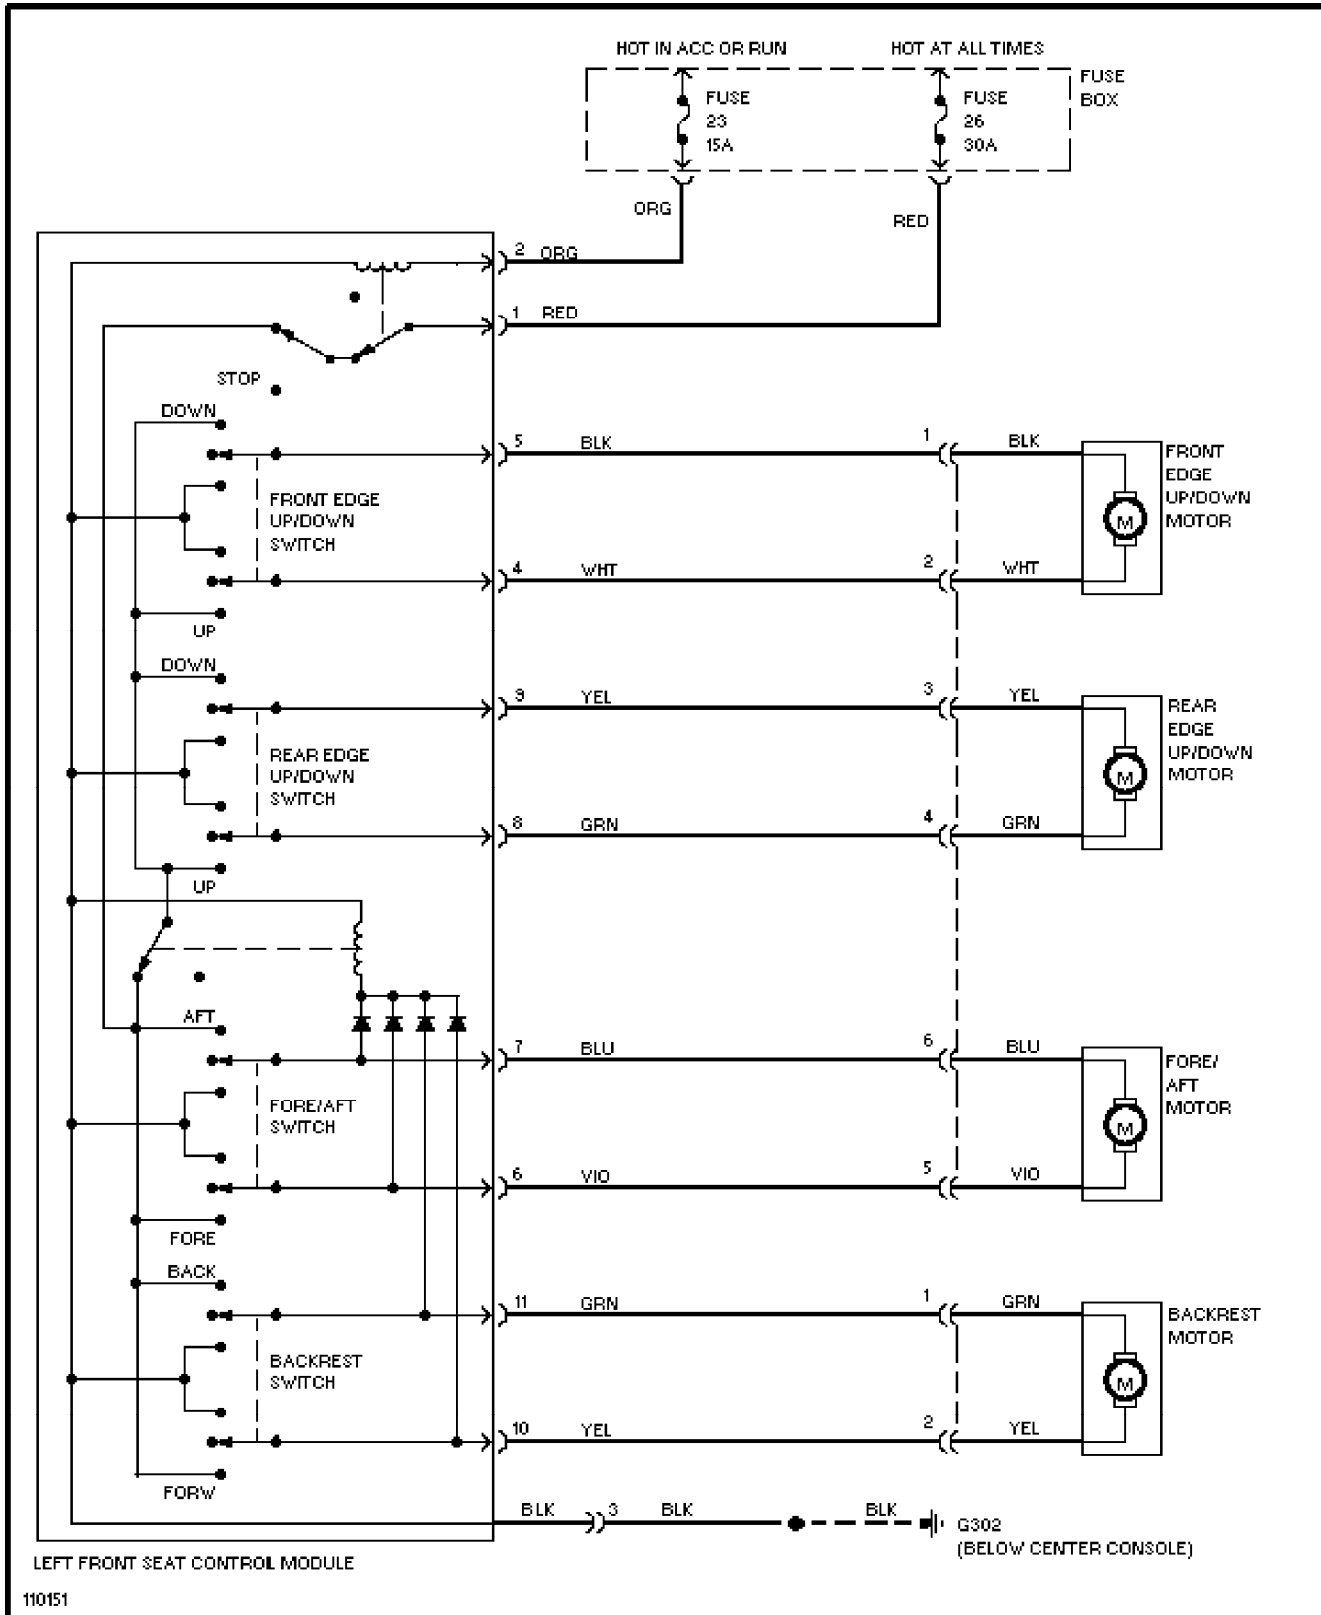 HOT IN ACC OR RUN
HOT AT ALL TIMES
FUSE
BOX
FUSE
23
15A
FUSE
26
30A
ORG
RED
2 ORG
1 RED
STOP
DOWN
5 BLK 1 BLK
FRONT
EDGE
UP/DOWN
MOTOR
M
FRONT EDGE
UP/DOWN
SWITCH
4 WHT 2 WHT
UP
DOWN
9 YEL 3 YEL
REAR
EDGE
UP/DOWN
MOTOR
M
REAR EDGE
UP/DOWN
SWITCH
8 GRN 4 GRN
UP
AFT
7 BLU 6 BLU
FORE/
AFT
MOTOR
M
FORE/AFT
SWITCH
6 VIO 5 VIO
FORE
BACK
11 GRN 1 GRN
BACKREST
MOTOR
M
BACKREST
SWITCH
10 YEL 2 YEL
FORW
BLK 3 BLK BLK
G302
(BELOW CENTER CONSOLE)
LEFT FRONT SEAT CONTROL MODULE
110151